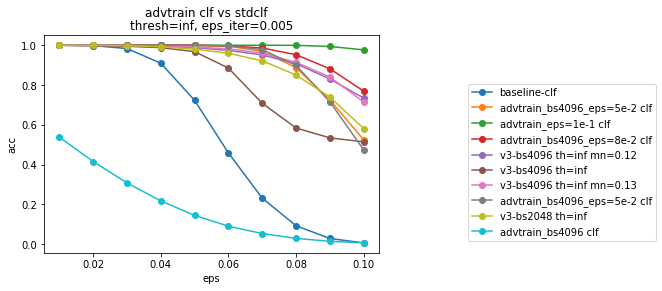 advtrain clf vs stdclf
thresh=inf, eps_iter=0.005
acc
1.0
0.8
0.6
0.4
0.2
0.0
0.02
0.04
0.06
0.08
0.10
eps
baseline-clf
advtrain_bs4096_eps=5e-2 clf
advtrain_eps=1e-1 clf
advtrain_bs4096_eps=8e-2 clf
v3-bs4096 th=inf mn=0.12
v3-bs4096 th=inf
v3-bs4096 th=inf mn=0.13
advtrain_bs4096_eps=5e-2 clf
v3-bs2048 th=inf
advtrain_bs4096 clf